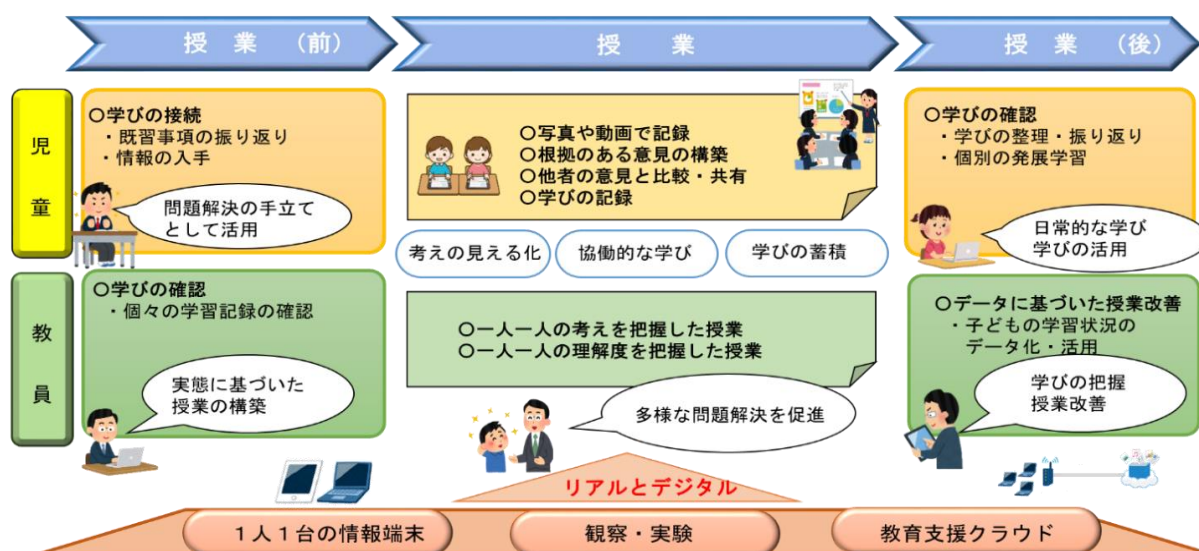 授業（前）
授業
授業（後）
児童
〇学びの接続
・既習事項の振り返り
・情報の入手
問題解決の手立て
として活用
〇写真や動画で記録
〇根拠のある意見の構築
〇他者の意見と比較・共有
〇学びの記録
〇学びの確認
・学びの整理・振り返り
・個別の発展学習
日常的な学び
学びの活用
考えの見える化
協働的な学び
学びの蓄積
教員
〇学びの確認
・個々の学習記録の確認
実態に基づいた
授業の構築
〇一人一人の考えを把握した授業
〇一人一人の理解度を把握した授業
多様な問題解決を促進
〇データに基づいた授業改善
・子どもの学習状況の
データ化・活用
学びの把握
授業改善
リアルとデジタル
１人１台の情報端末
観察・実験
教育支援クラウド